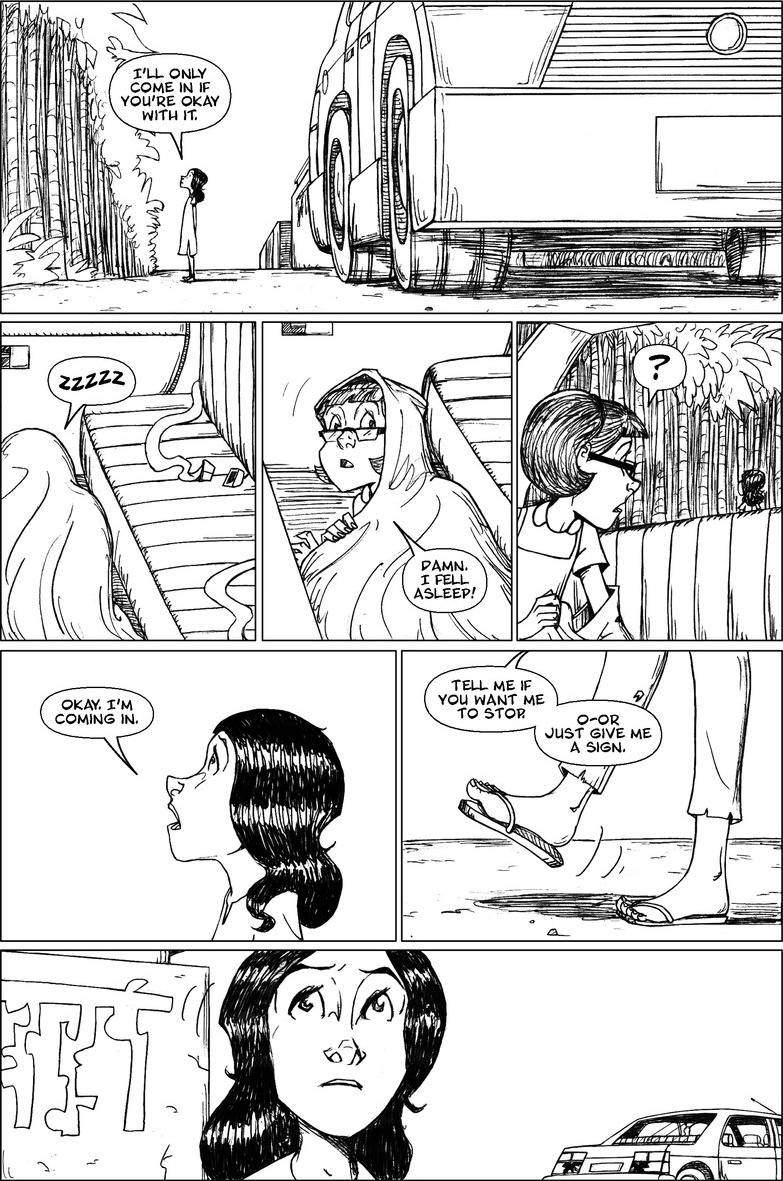 I'LL ONLY
COME IN IF
YOU'RE OKAY
WITH IT.
ZZZZZ
DAMN.
I FELL
ASLEEP!
?
OKAY. I'M
COMING IN.
TELL ME IF
YOU WANT ME
TO STOP.
O-OR
JUST GIVE ME
A SIGN.